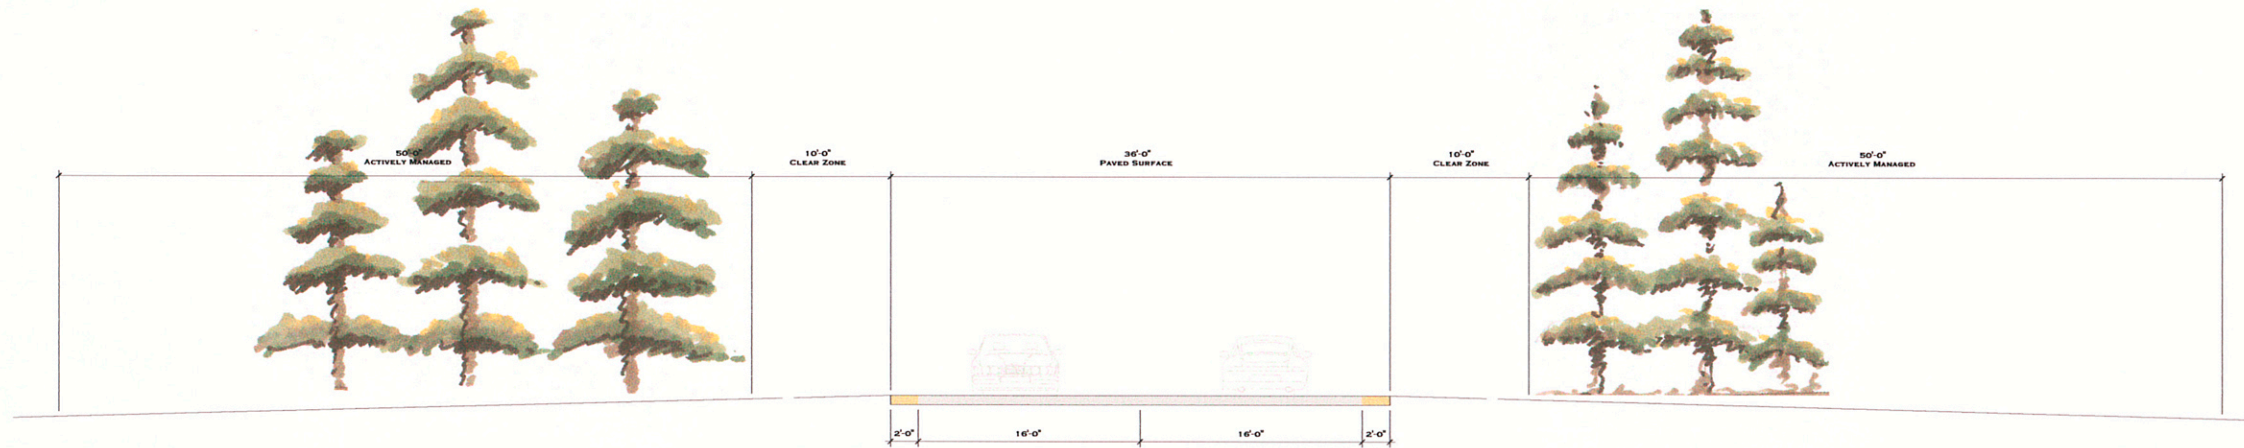 50'-0"
ACTIVELY MANAGED
10'-0"
CLEAR ZONE
36'-0"
PAVED SURFACE
10'-0"
CLEAR ZONE
50'-0"
ACTIVELY MANAGED
2'-0"
16'-0"
16'-0"
2'-0"